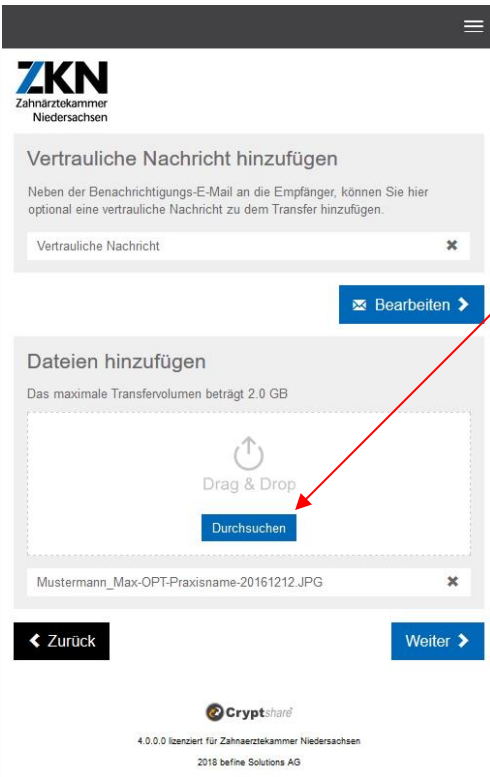 ZKN
Zahnärztekammer
Niedersachsen
Vertrauliche Nachricht hinzufügen
Neben der Benachrichtigungs-E-Mail an die Empfänger, können Sie hier
optional eine vertrauliche Nachricht zu dem Transfer hinzufügen.
Vertrauliche Nachricht
Bearbeiten
Dateien hinzufügen
Das maximale Transfervolumen beträgt 2.0 GB
Drag & Drop
Durchsuchen
Mustermann_Max-OPT-Praxisname-20161212.JPG
Zurück
Weiter
Cryptshare
4.0.0.0 lizenziert für Zahnaerztekammer Niedersachsen
2018 befine Solutions AG